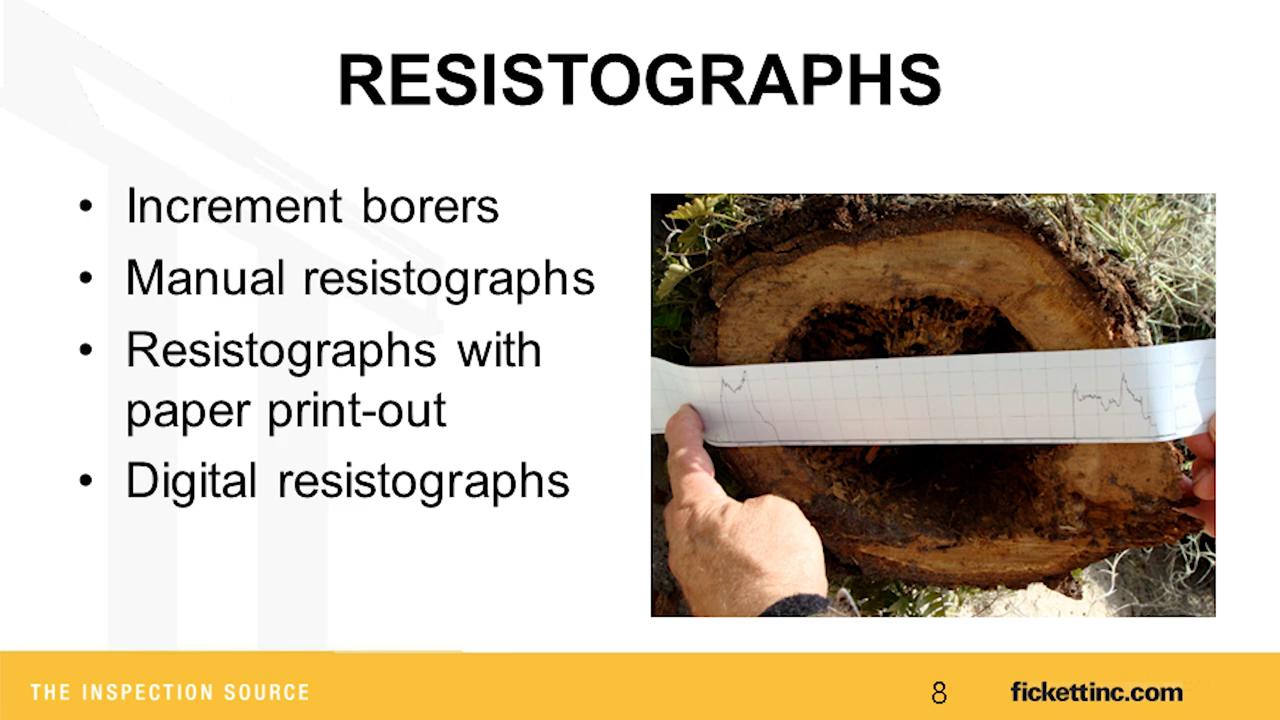 RESISTOGRAPHS
• Increment borers
• Manual resistographs
• Resistographs with
paper print-out
• Digital resistographs
THE INSPECTION SOURCE
8
fickettinc.com